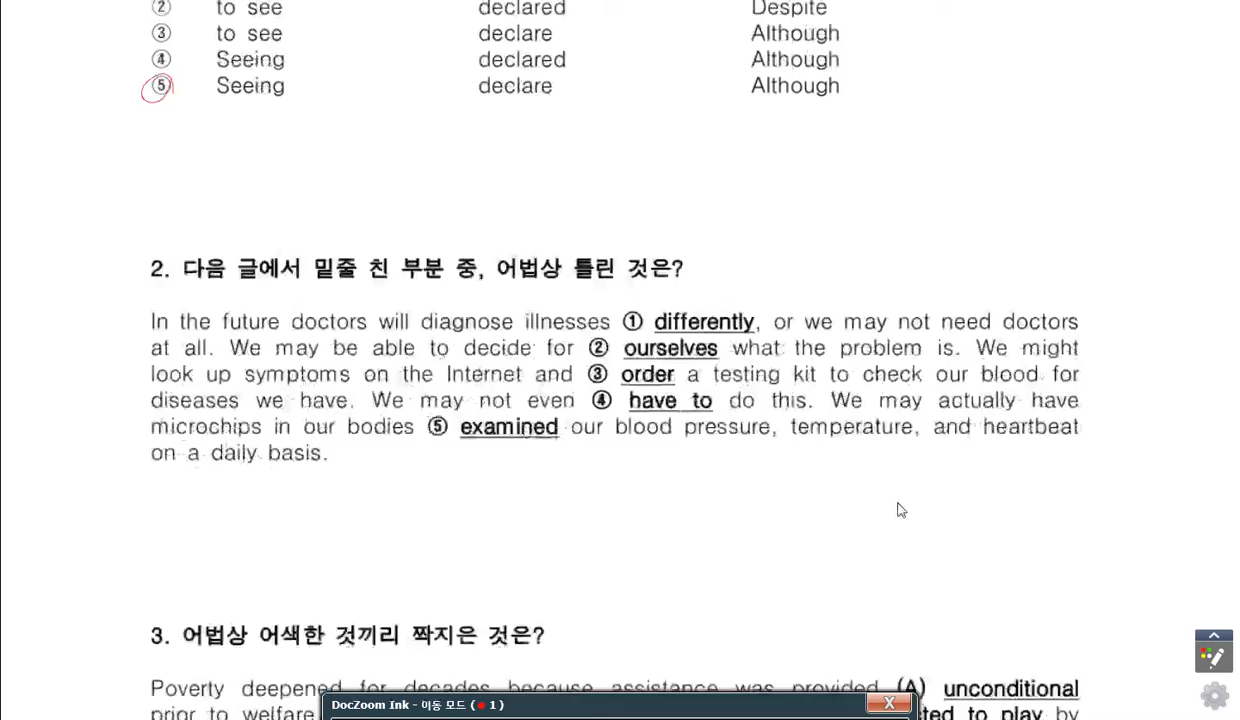 ② to see declared Despite
③ to see declare Although
④ Seeing declared Although
⑤ Seeing declare Although
2. 다음 글에서 밑줄 친 부분 중, 어법상 틀린 것은?
In the future doctors will diagnose illnesses ① differently, or we may not need doctors
at all. We may be able to decide for ② ourselves what the problem is. We might
look up symptoms on the Internet and ③ order a testing kit to check our blood for
diseases we have. We may not even ④ have to do this. We may actually have
microchips in our bodies ⑤ examined our blood pressure, temperature, and heartbeat
on a daily basis.
3. 어법상 어색한 것끼리 짝지은 것은?
Poverty deepened for decades because assistance was provided (A) unconditional
prior to welfare
to play by
DocZoom Ink - 이동 모드 ( 1 )
X